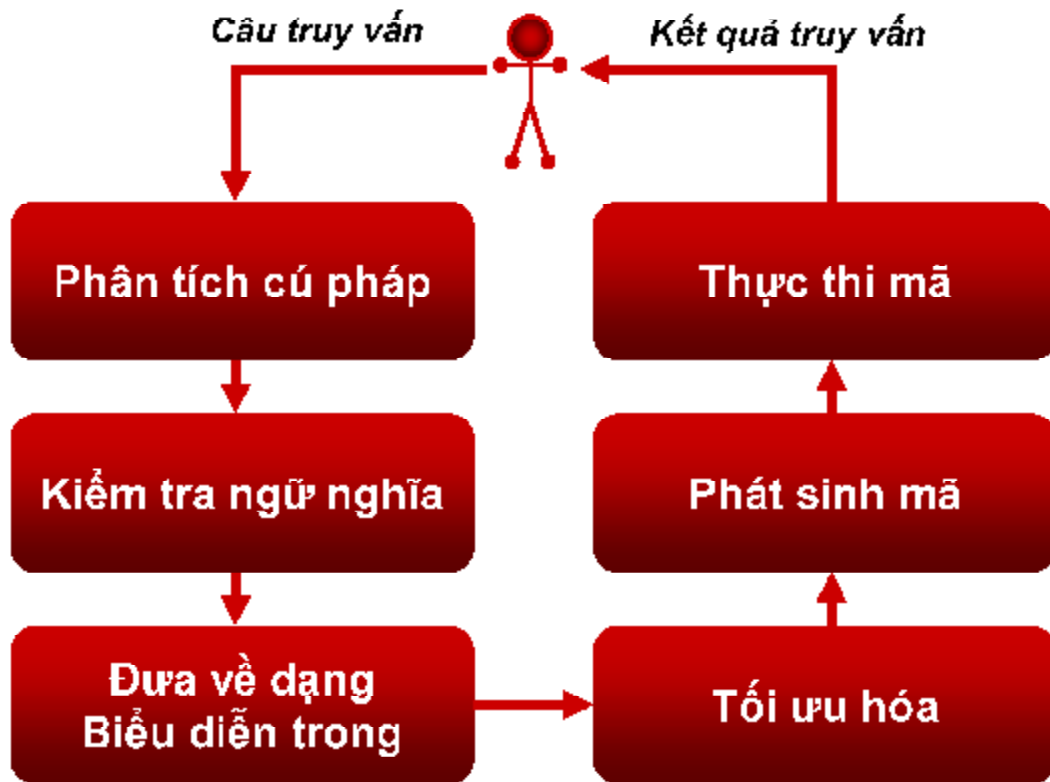 Câu truy vấn
Kết quả truy vấn
Phân tích cú pháp
Kiểm tra ngữ nghĩa
Đưa về dạng
Biểu diễn trong
Tối ưu hóa
Phát sinh mã
Thực thi mã